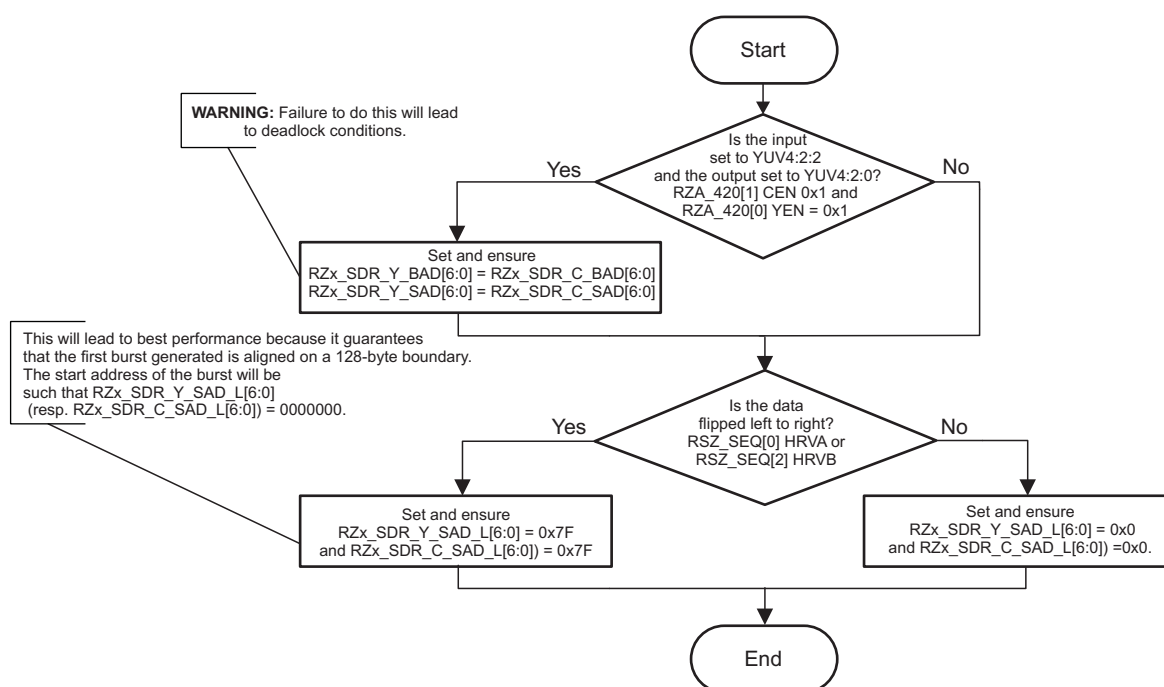 Start
WARNING: Failure to do this will lead
to deadlock conditions.
Is the input
set to YUV4:2:2
and the output set to YUV4:2:0?
RZA_420[1] CEN 0x1 and
RZA_420[0] YEN = 0x1
Yes
No
Set and ensure
RZx_SDR_Y_BAD[6:0] = RZx_SDR_C_BAD[6:0]
RZx_SDR_Y_SAD[6:0] = RZx_SDR_C_SAD[6:0]
This will lead to best performance because it guarantees
that the first burst generated is aligned on a 128-byte boundary.
The start address of the burst will be
such that RZx_SDR_Y_SAD_L[6:0]
(resp. RZx_SDR_C_SAD_L[6:0]) = 0000000.
Is the data
flipped left to right?
RSZ_SEQ[0] HRVA or
RSZ_SEQ[2] HRVB
Yes
No
Set and ensure
RZx_SDR_Y_SAD_L[6:0] = 0x7F
and RZx_SDR_C_SAD_L[6:0]) = 0x7F
Set and ensure
RZx_SDR_Y_SAD_L[6:0] = 0x0
and RZx_SDR_C_SAD_L[6:0]) =0x0.
End